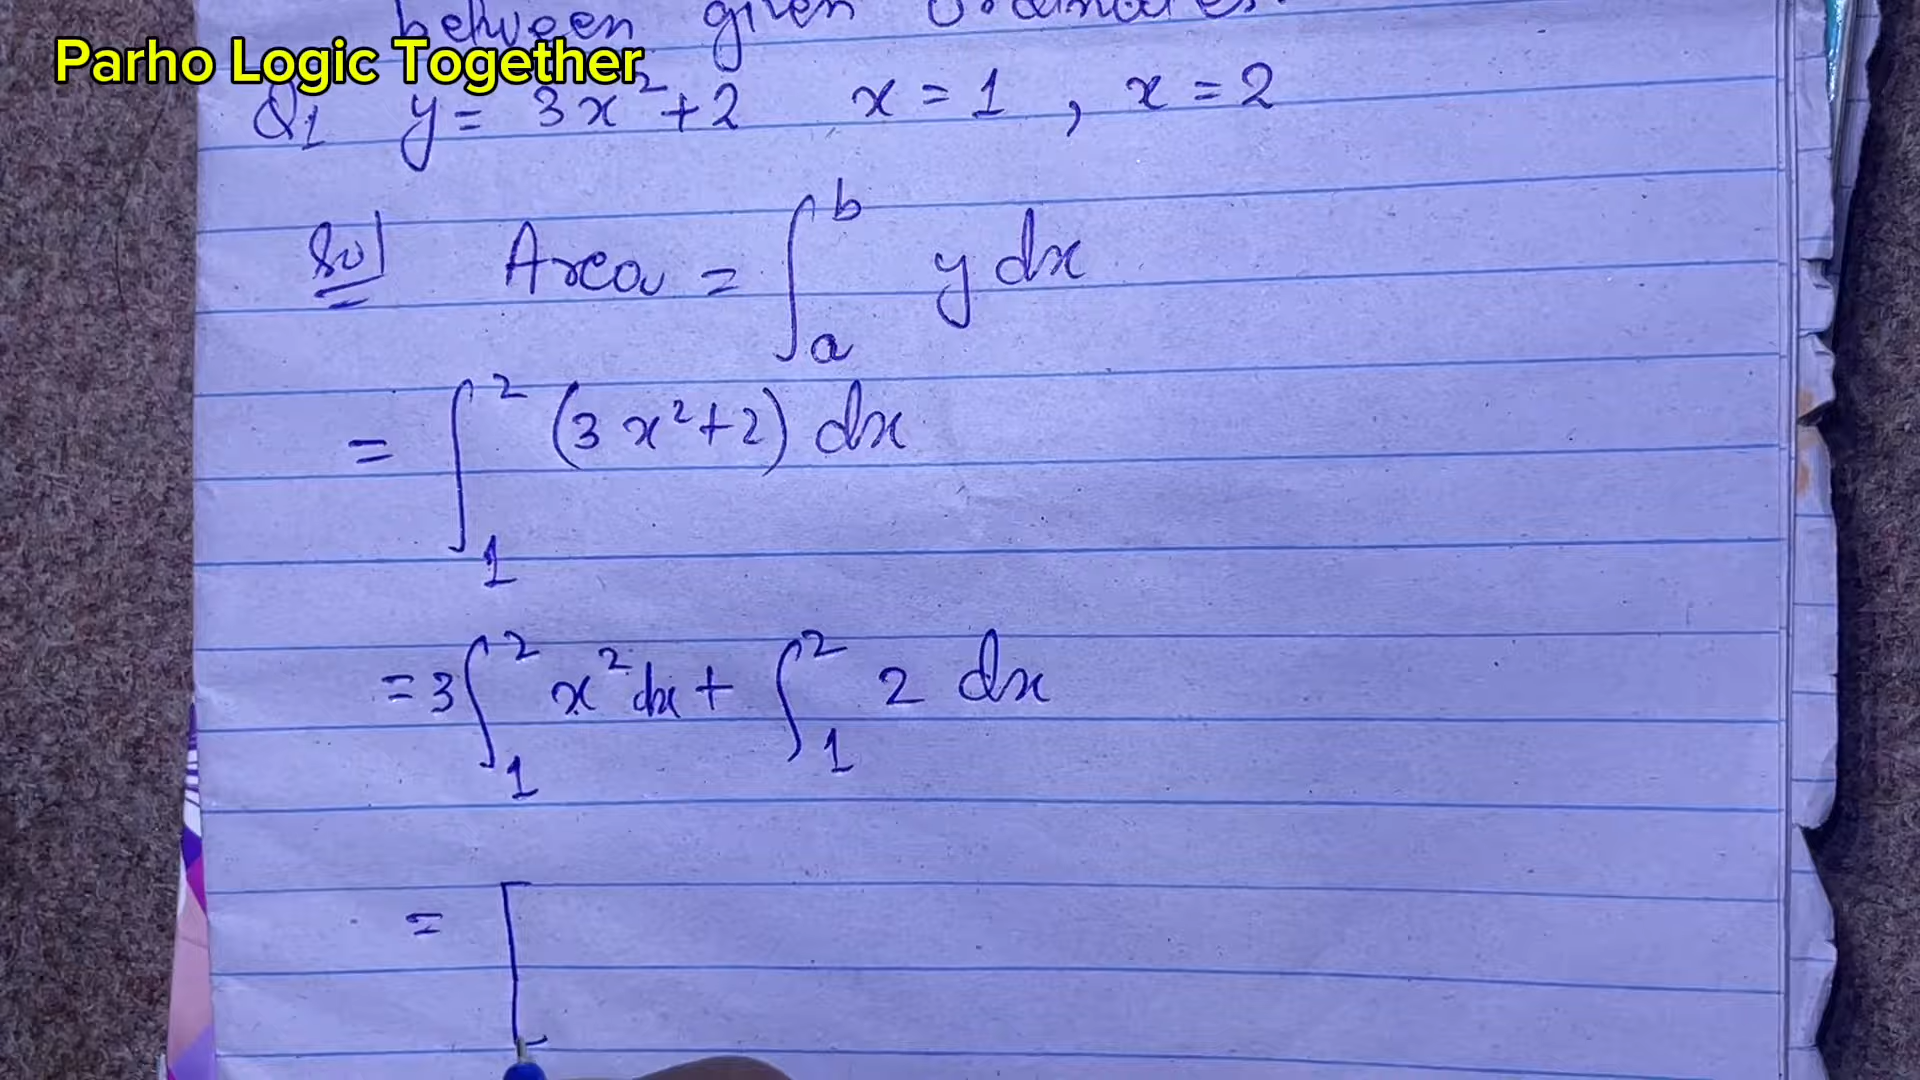 between given ordinates.
Parho Logic Together
Q1 y = 3x²+2 x = 1 , x = 2
Sol Area = ∫ₐᵇ y dx
= ∫₁² (3x²+2) dx
= 3∫₁² x² dx + ∫₁² 2 dx
= [